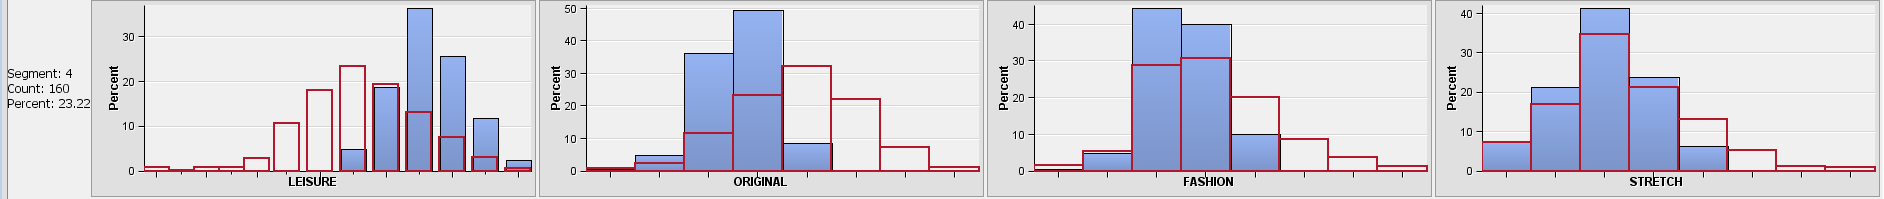 Segment: 4
Count: 160
Percent: 23.22
Percent
30
20
10
0
LEISURE
Percent
50
40
30
20
10
0
ORIGINAL
Percent
40
30
20
10
0
FASHION
Percent
40
30
20
10
0
STRETCH